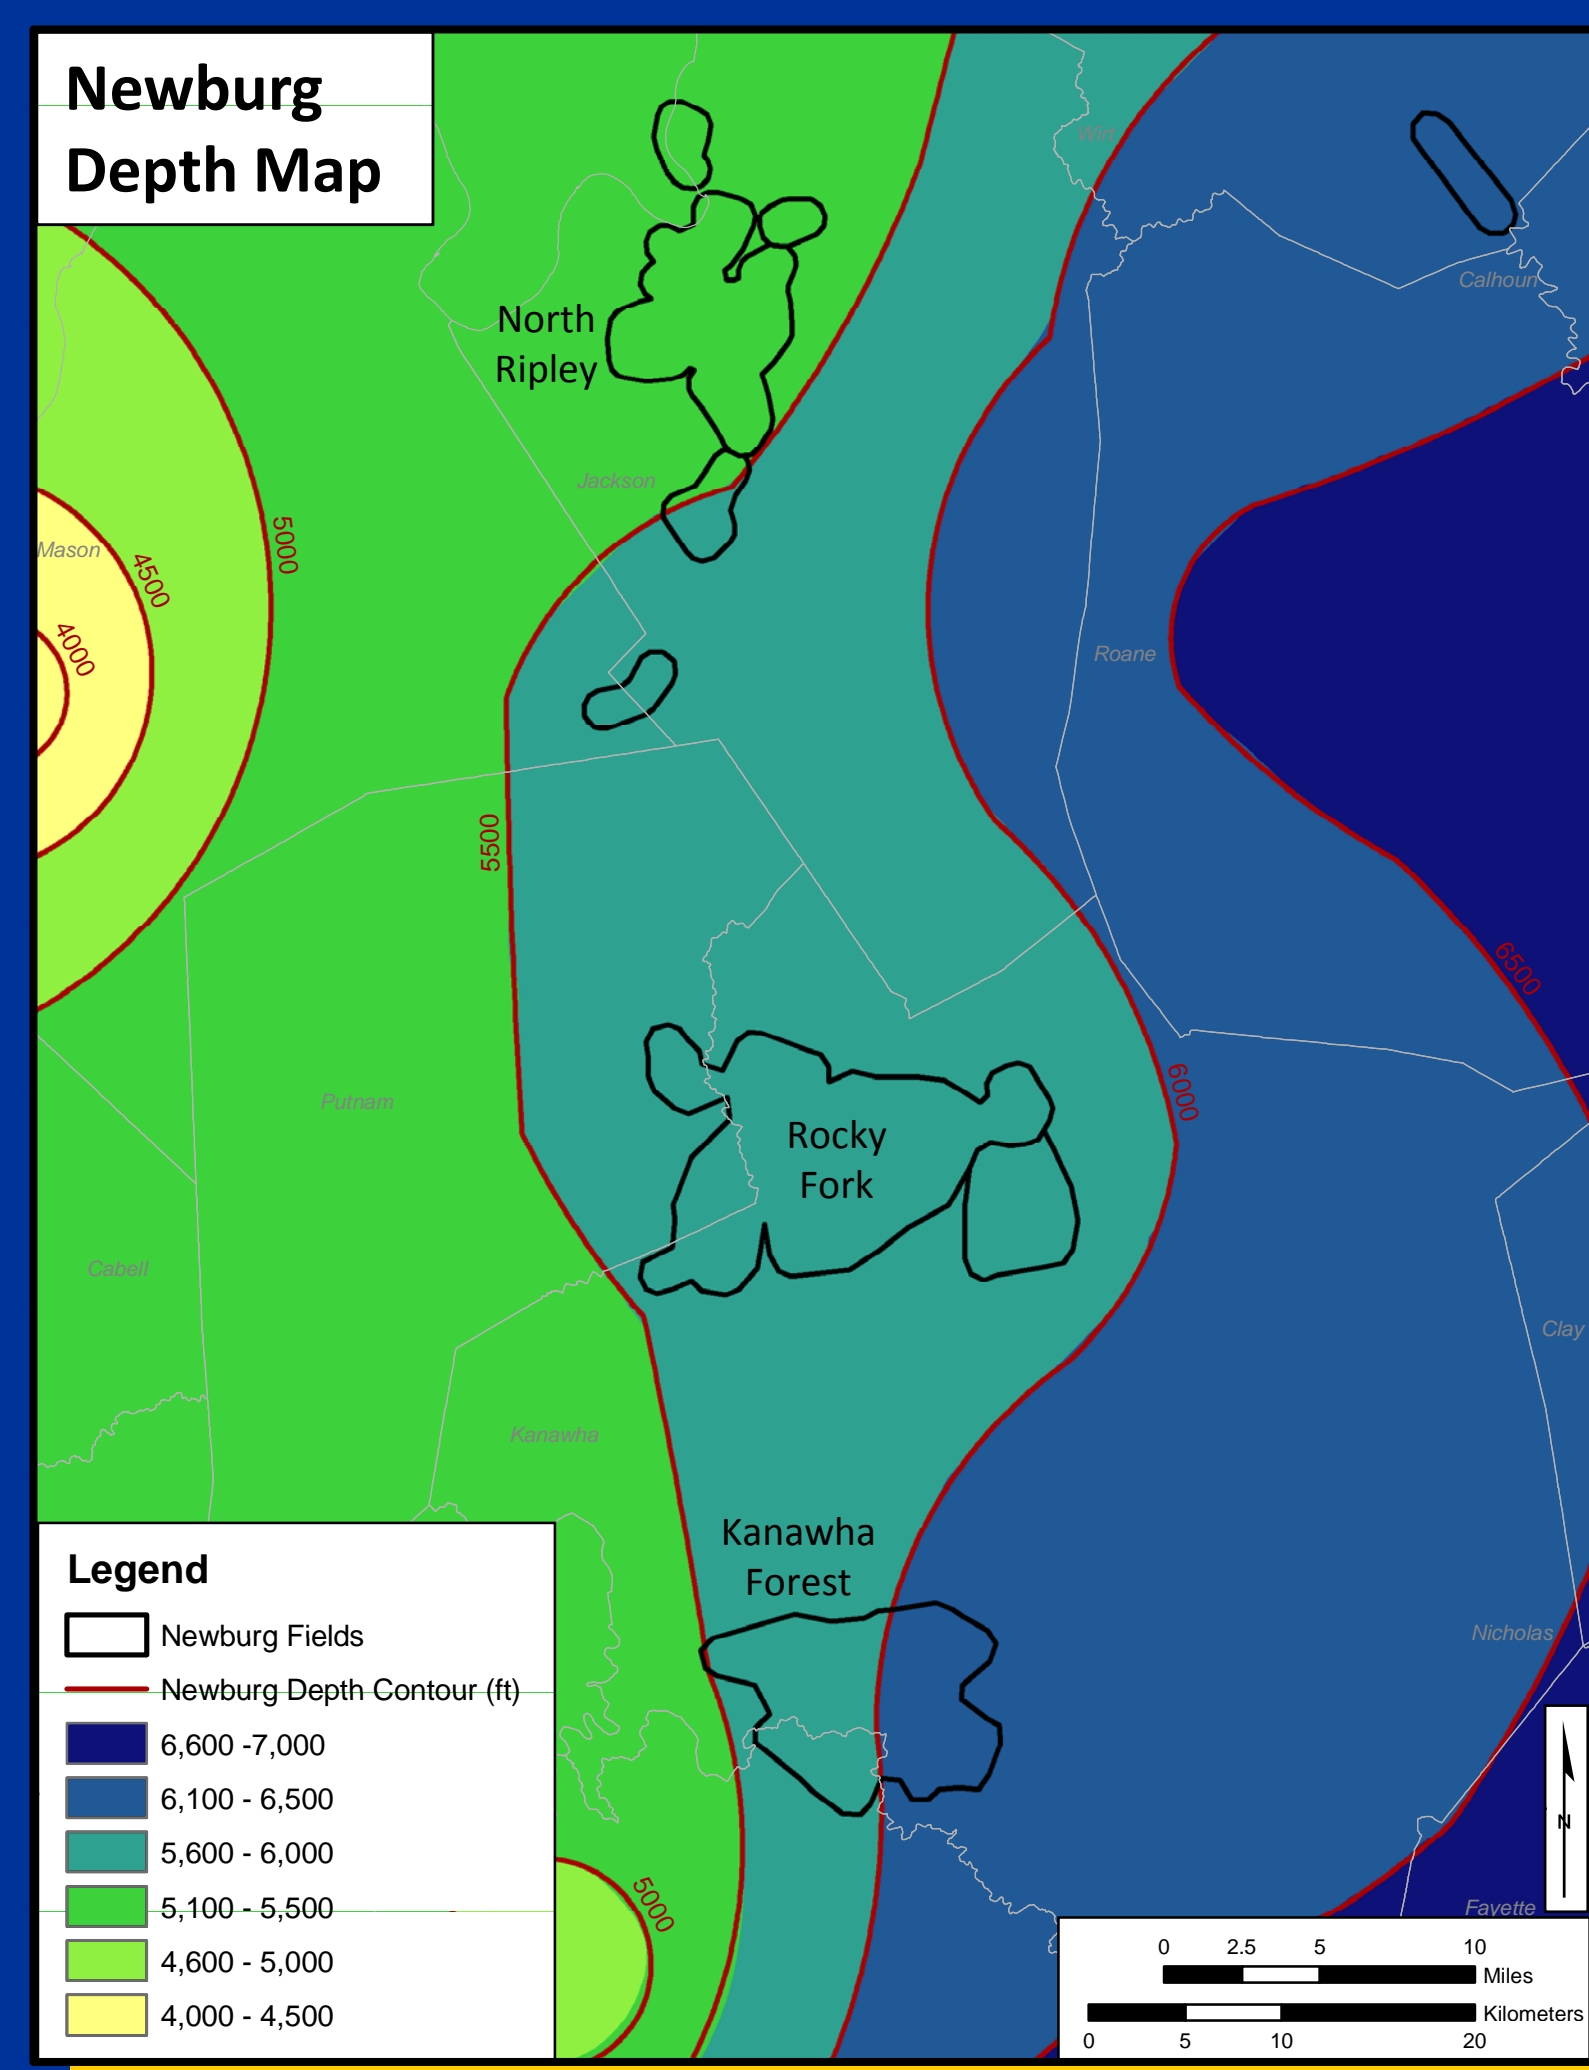 Newburg
Depth Map
Wirt
Calhoun
North
Ripley
Jackson
5000
Mason
4500
4000
Roane
5500
6500
6000
Putnam
Rocky
Fork
Cabell
Clay
Kanawha
Kanawha
Forest
Nicholas
Legend
Newburg Fields
Newburg Depth Contour (ft)
6,600 -7,000
6,100 - 6,500
5,600 - 6,000
5,100 - 5,500
4,600 - 5,000
4,000 - 4,500
5000
N
Fayette
0 2.5 5 10
Miles
Kilometers
0 5 10 20